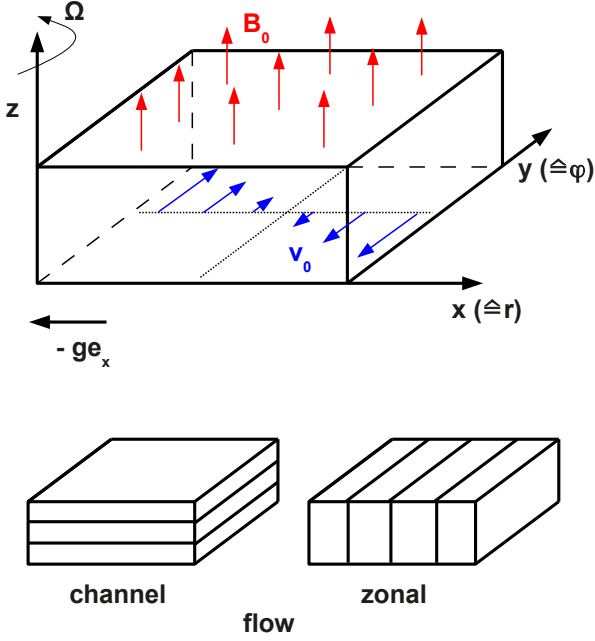 Ω
B₀
z
y (≙φ)
v₀
x (≙r)
- geₓ
channel
zonal
flow